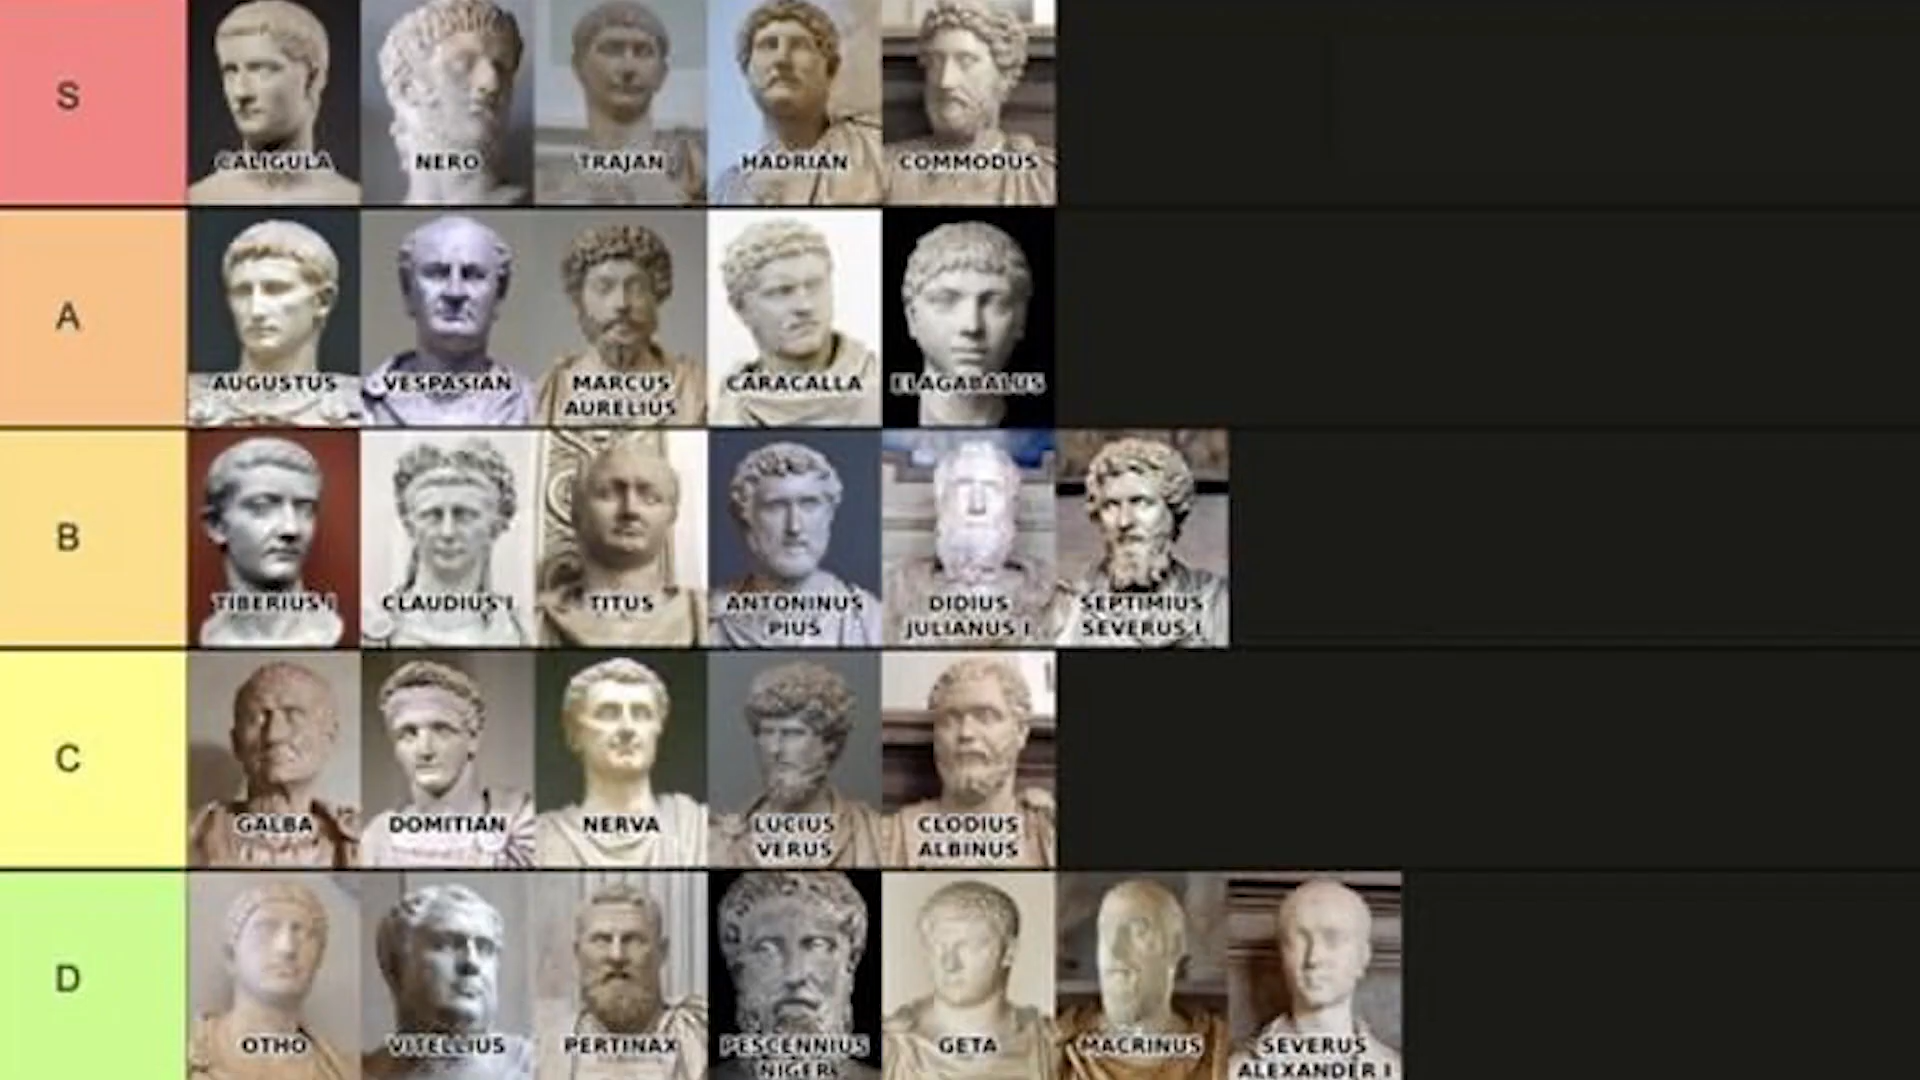 S
CALIGULA
NERO
TRAJAN
HADRIAN
COMMODUS
A
AUGUSTUS
VESPASIAN
MARCUS
AURELIUS
CARACALLA
ELAGABALUS
B
TIBERIUS I
CLAUDIUS I
TITUS
ANTONINUS
PIUS
DIDIUS
JULIANUS I
SEPTIMIUS
SEVERUS I
C
GALBA
DOMITIAN
NERVA
LUCIUS
VERUS
CLODIUS
ALBINUS
D
OTHO
VITELLIUS
PERTINAX
PESCENNIUS
NIGER
GETA
MACRINUS
SEVERUS
ALEXANDER I